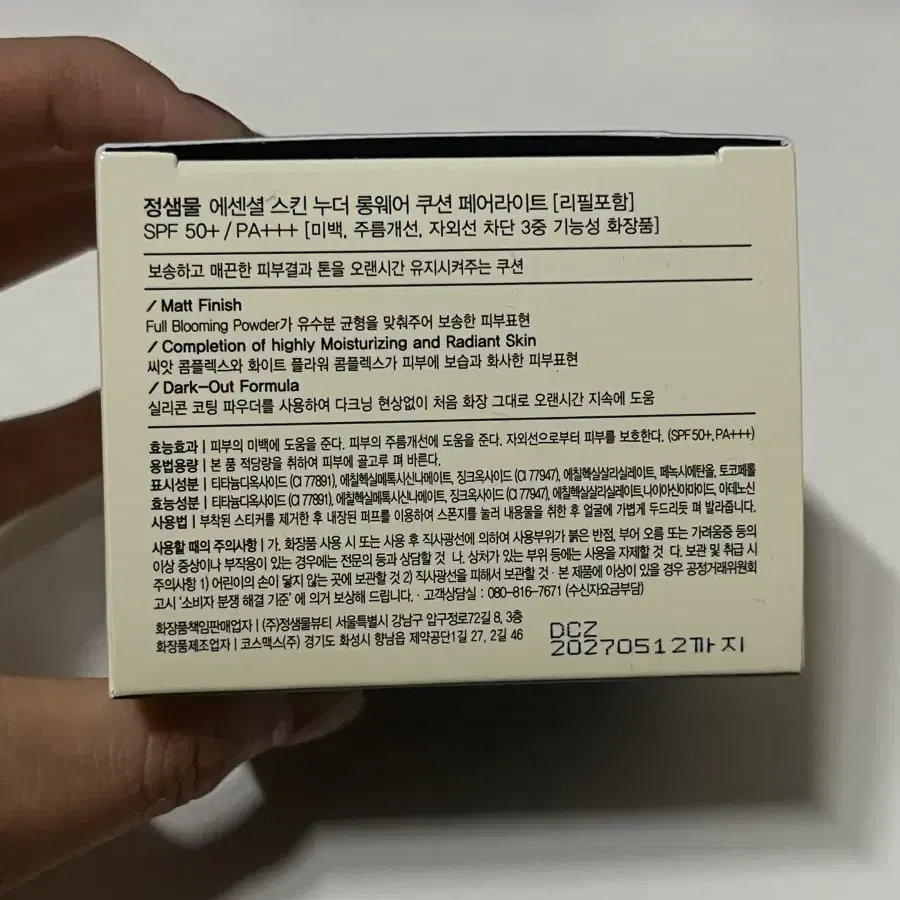 정샘물 에센셜 스킨 누더 롱웨어 쿠션 페어라이트 [리필포함]
SPF 50+ / PA+++ [미백, 주름개선, 자외선 차단 3중 기능성 화장품]
보송하고 매끈한 피부결과 톤을 오랜시간 유지시켜주는 쿠션
/ Matt Finish
Full Blooming Powder가 유수분 균형을 맞춰주어 보송한 피부표현
/ Completion of highly Moisturizing and Radiant Skin
씨앗 콤플렉스와 화이트 플라워 콤플렉스가 피부에 보습과 화사한 피부표현
/ Dark-Out Formula
실리콘 코팅 파우더를 사용하여 다크닝 현상없이 처음 화장 그대로 오랜시간 지속에 도움
효능효과 | 피부의 미백에 도움을 준다. 피부의 주름개선에 도움을 준다. 자외선으로부터 피부를 보호한다. (SPF50+, PA+++)
용법용량 | 본 품 적당량을 취하여 피부에 골고루 펴 바른다.
표시성분 | 티타늄디옥사이드 (CI 77891), 에칠헥실메톡시신나메이트, 징크옥사이드 (CI 77947), 에칠헥실살리실레이트, 페녹시에탄올, 토코페롤
효능성분 | 티타늄디옥사이드 (CI 77891), 에칠헥실메톡시신나메이트, 징크옥사이드 (CI 77947), 에칠헥실살리실레이트, 나이아신아마이드, 아데노신
사용법 | 부착된 스티커를 제거한 후 내장된 퍼프를 이용하여 스폰지를 눌러 내용물을 취한 후 얼굴에 가볍게 두드리듯 펴 발라줍니다.
사용할 때의 주의사항 | 가. 화장품 사용 시 또는 사용 후 직사광선에 의하여 사용부위가 붉은 반점, 부어 오름 또는 가려움증 등의
이상 증상이나 부작용이 있는 경우에는 전문의 등과 상담할 것 나. 상처가 있는 부위 등에는 사용을 자제할 것 다. 보관 및 취급 시
주의사항 1) 어린이의 손이 닿지 않는 곳에 보관할 것 2) 직사광선을 피해서 보관할 것 · 본 제품에 이상이 있을 경우 공정거래위원회
고시 '소비자 분쟁 해결 기준' 에 의거 보상해 드립니다. · 고객상담실 : 080-816-7671 (수신자요금부담)
화장품책임판매업자 | (주)정샘물뷰티 서울특별시 강남구 압구정로72길 8, 3층
화장품제조업자 | 코스맥스(주) 경기도 화성시 향남읍 제약공단1길 27, 2길 46
DCZ
20270512까지